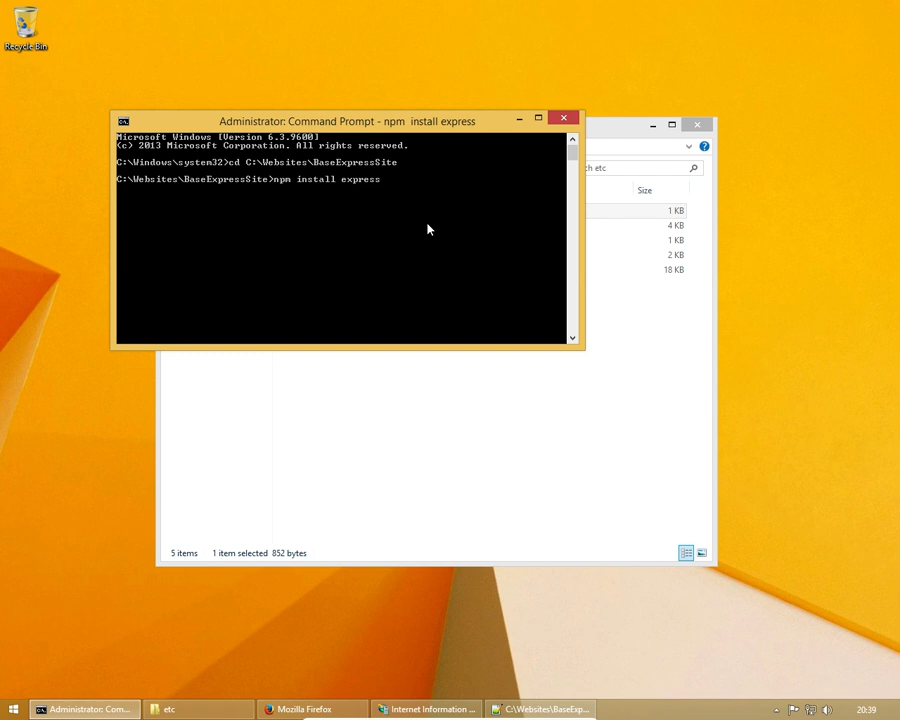 Recycle Bin
Administrator: Command Prompt - npm  install express
Microsoft Windows [Version 6.3.9600]
(c) 2013 Microsoft Corporation. All rights reserved.
C:\Windows\system32>cd C:\Websites\BaseExpressSite
C:\Websites\BaseExpressSite>npm install express
ch etc
Size
1 KB
4 KB
1 KB
2 KB
18 KB
5 items 1 item selected 852 bytes
Administrator: Com...
etc
Mozilla Firefox
Internet Information ...
C:\Websites\BaseExp...
20:39